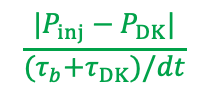 |P_inj − P_DK|
(τ_b+τ_DK)/dt